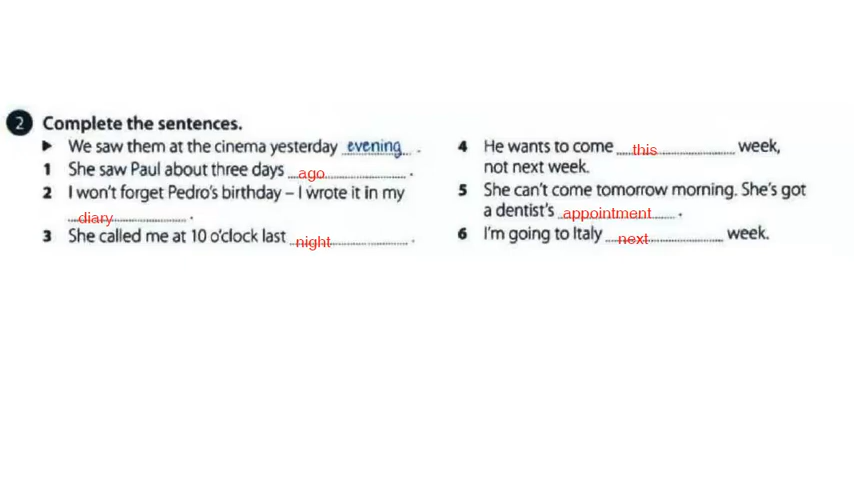 2 Complete the sentences.
► We saw them at the cinema yesterday evening.
1 She saw Paul about three days ago.
2 I won't forget Pedro's birthday – I wrote it in my
diary.
3 She called me at 10 o'clock last night.
4 He wants to come this week,
not next week.
5 She can't come tomorrow morning. She's got
a dentist's appointment.
6 I'm going to Italy next week.